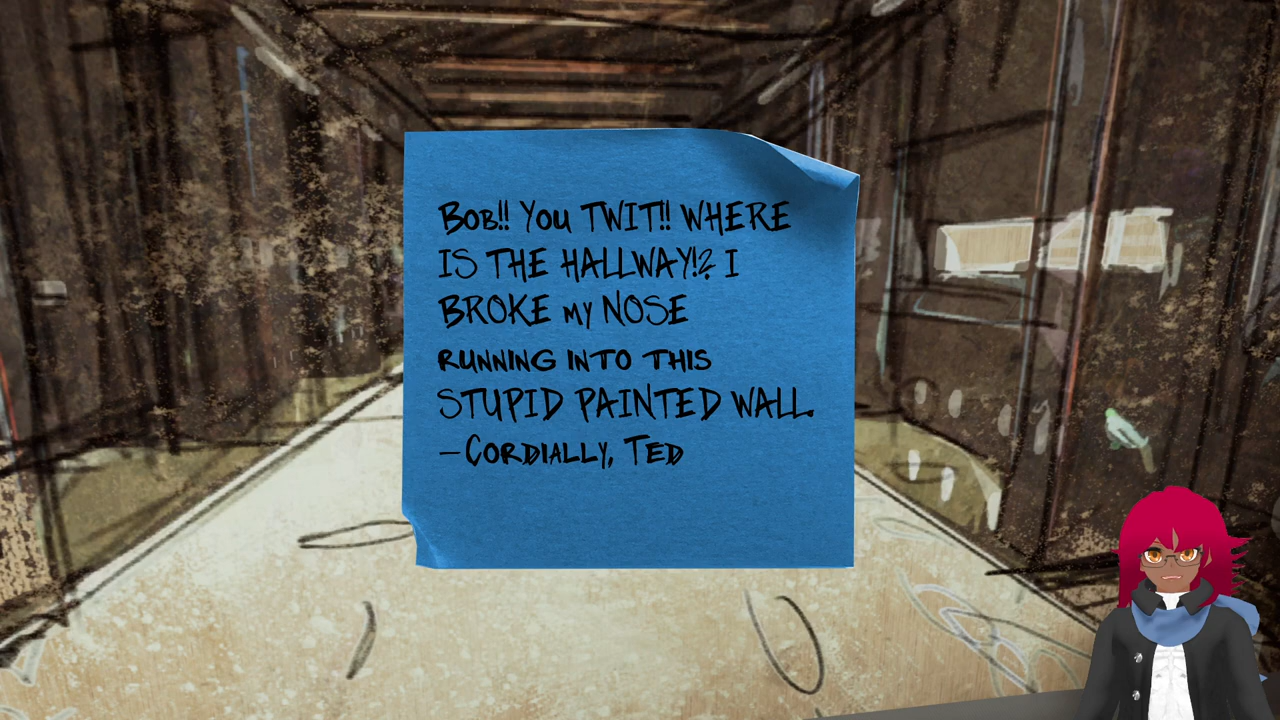 Bob!! You TWIT!! WHERE
IS THE HALLWAY!? I
BROKE my NOSE
RUNNING INTO THIS
STUPID PAINTED WALL.
—Cordially, Ted